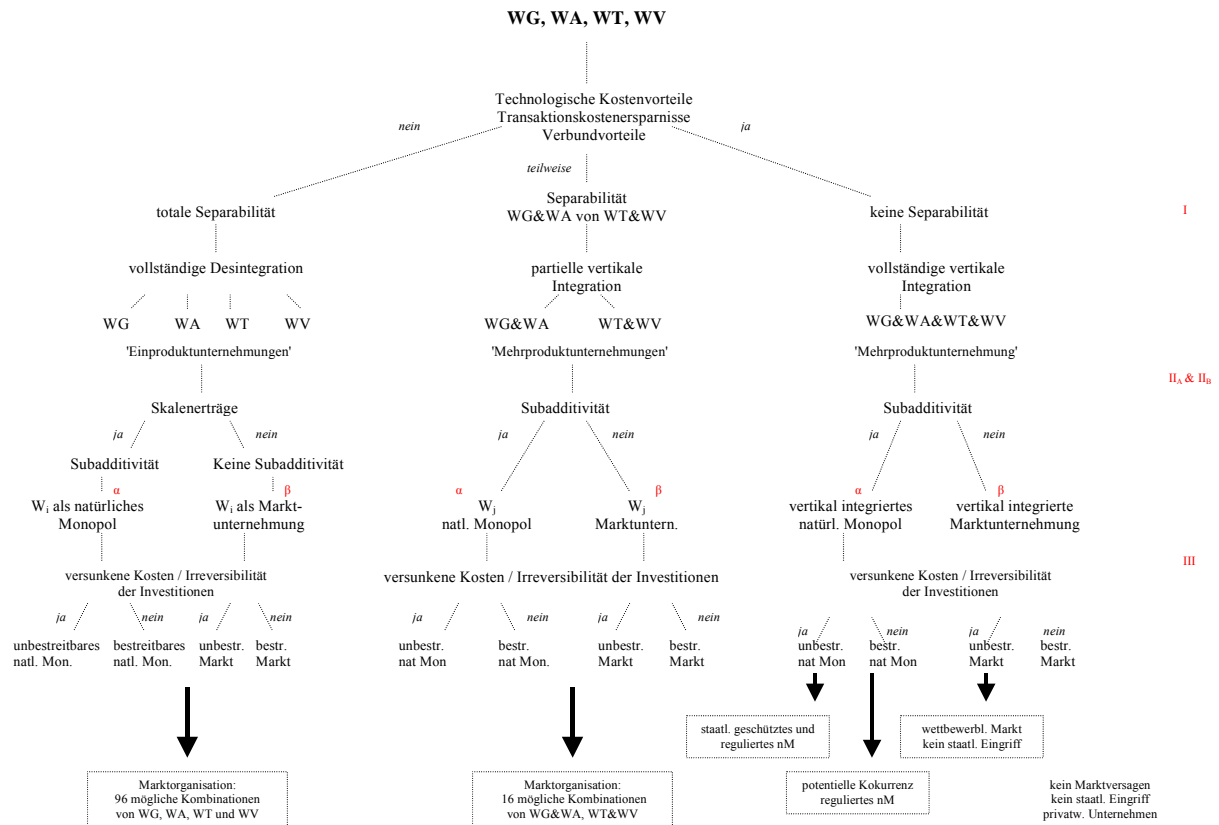 WG, WA, WT, WV
Technologische Kostenvorteile
Transaktionskostenersparnisse
Verbundvorteile
nein
ja
teilweise
totale Separabilität
Separabilität
WG&WA von WT&WV
keine Separabilität
I
vollständige Desintegration
partielle vertikale
Integration
vollständige vertikale
Integration
WG WA WT WV
WG&WA WT&WV
WG&WA&WT&WV
'Einproduktunternehmungen'
'Mehrproduktunternehmungen'
'Mehrproduktunternehmung'
II_A & II_B
Skalenerträge
Subadditivität
Subadditivität
ja nein
ja nein
ja nein
Subadditivität
Keine Subadditivität
α β
α β
α β
W_i als natürliches
Monopol
W_i als Markt-
unternehmung
W_j
natl. Monopol
W_j
Marktuntern.
vertikal integriertes
natürl. Monopol
vertikal integrierte
Marktunternehmung
III
versunkene Kosten / Irreversibilität
der Investitionen
versunkene Kosten / Irreversibilität der Investitionen
versunkene Kosten / Irreversibilität
der Investitionen
ja nein ja nein
ja nein ja nein
ja nein ja nein
unbestreitbares
natl. Mon.
bestreitbares
natl. Mon.
unbestr.
Markt
bestr.
Markt
unbestr.
nat Mon
bestr.
nat Mon.
unbestr.
Markt
bestr.
Markt
unbestr.
nat Mon
bestr.
nat Mon
unbestr.
Markt
bestr.
Markt
staatl. geschütztes und
reguliertes nM
wettbewerbl. Markt
kein staatl. Eingriff
Marktorganisation:
96 mögliche Kombinationen
von WG, WA, WT und WV
Marktorganisation:
16 mögliche Kombinationen
von WG&WA, WT&WV
potentielle Kokurrenz
reguliertes nM
kein Marktversagen
kein staatl. Eingriff
privatw. Unternehmen